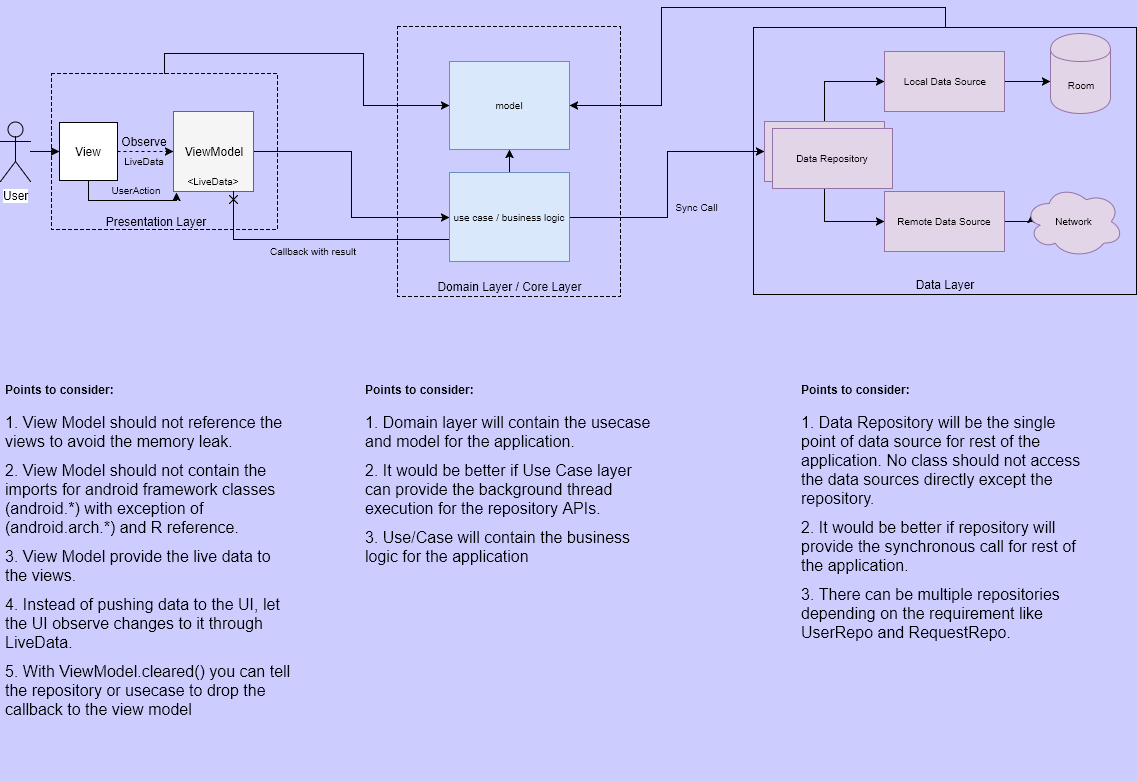 User
View
Observe
LiveData
UserAction
ViewModel
<LiveData>
Presentation Layer
Callback with result
model
use case / business logic
Domain Layer / Core Layer
Sync Call
Data Repository
Local Data Source
Room
Remote Data Source
Network
Data Layer
Points to consider:
1. View Model should not reference the
views to avoid the memory leak.
2. View Model should not contain the
imports for android framework classes
(android.*) with exception of
(android.arch.*) and R reference.
3. View Model provide the live data to
the views.
4. Instead of pushing data to the UI, let
the UI observe changes to it through
LiveData.
5. With ViewModel.cleared() you can tell
the repository or usecase to drop the
callback to the view model
Points to consider:
1. Domain layer will contain the usecase
and model for the application.
2. It would be better if Use Case layer
can provide the background thread
execution for the repository APIs.
3. Use/Case will contain the business
logic for the application
Points to consider:
1. Data Repository will be the single
point of data source for rest of the
application. No class should not access
the data sources directly except the
repository.
2. It would be better if repository will
provide the synchronous call for rest of
the application.
3. There can be multiple repositories
depending on the requirement like
UserRepo and RequestRepo.